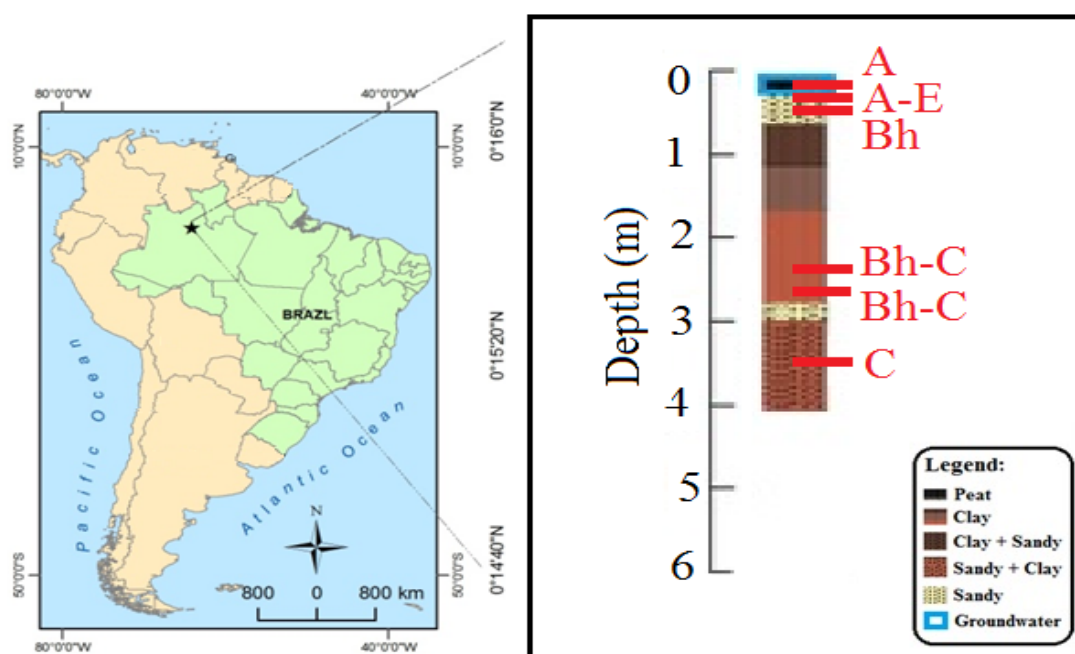 80°0'0"W
40°0'0"W
10°0'0"N
10°0'0"N
50°0'0"S
50°0'0"S
80°0'0"W
40°0'0"W
BRAZL
Pacific Ocean
Atlantic Ocean
N
800 0 800 km
0°16'0"N
0°15'20"N
0°14'40"N
Depth (m)
0
1
2
3
4
5
6
A
A-E
Bh
Bh-C
Bh-C
C
Legend:
Peat
Clay
Clay + Sandy
Sandy + Clay
Sandy
Groundwater